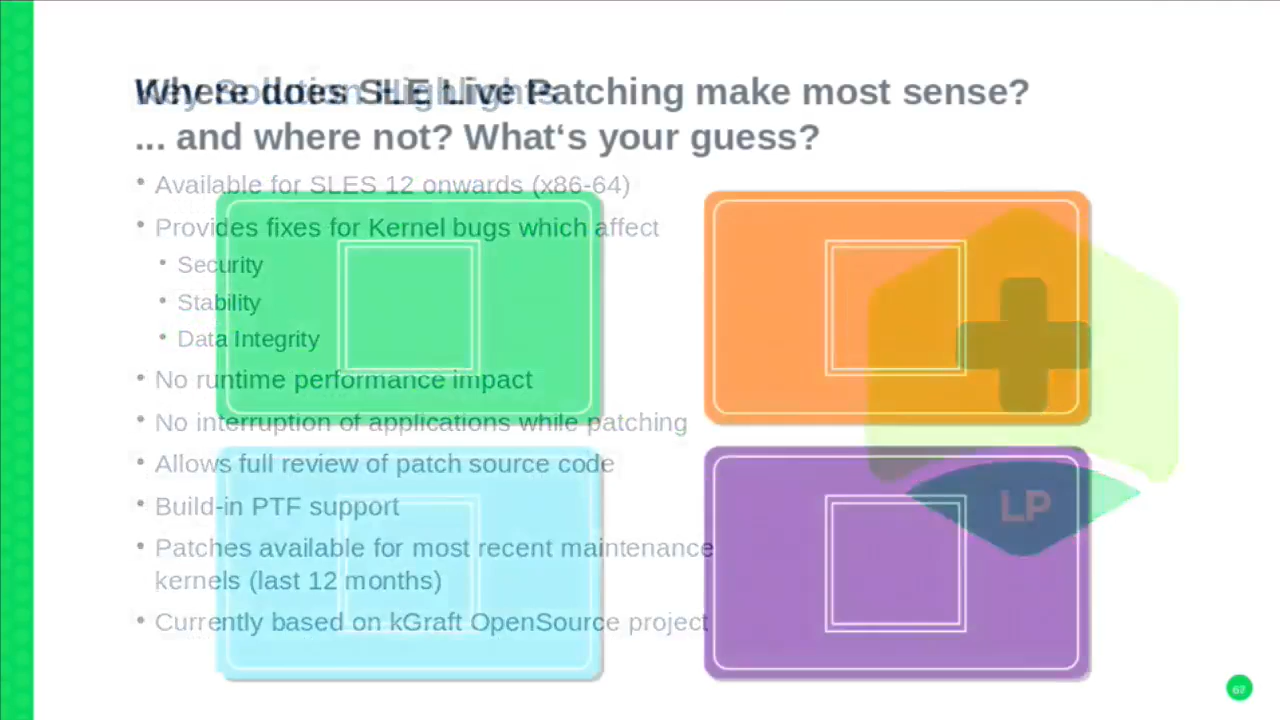 Key Solution Highlights
Where does SLE Live Patching make most sense?
... and where not? What‘s your guess?
• Available for SLES 12 onwards (x86-64)
• Provides fixes for Kernel bugs which affect
• Security
• Stability
• Data Integrity
• No runtime performance impact
• No interruption of applications while patching
• Allows full review of patch source code
• Build-in PTF support
• Patches available for most recent maintenance
kernels (last 12 months)
• Currently based on kGraft OpenSource project
LP